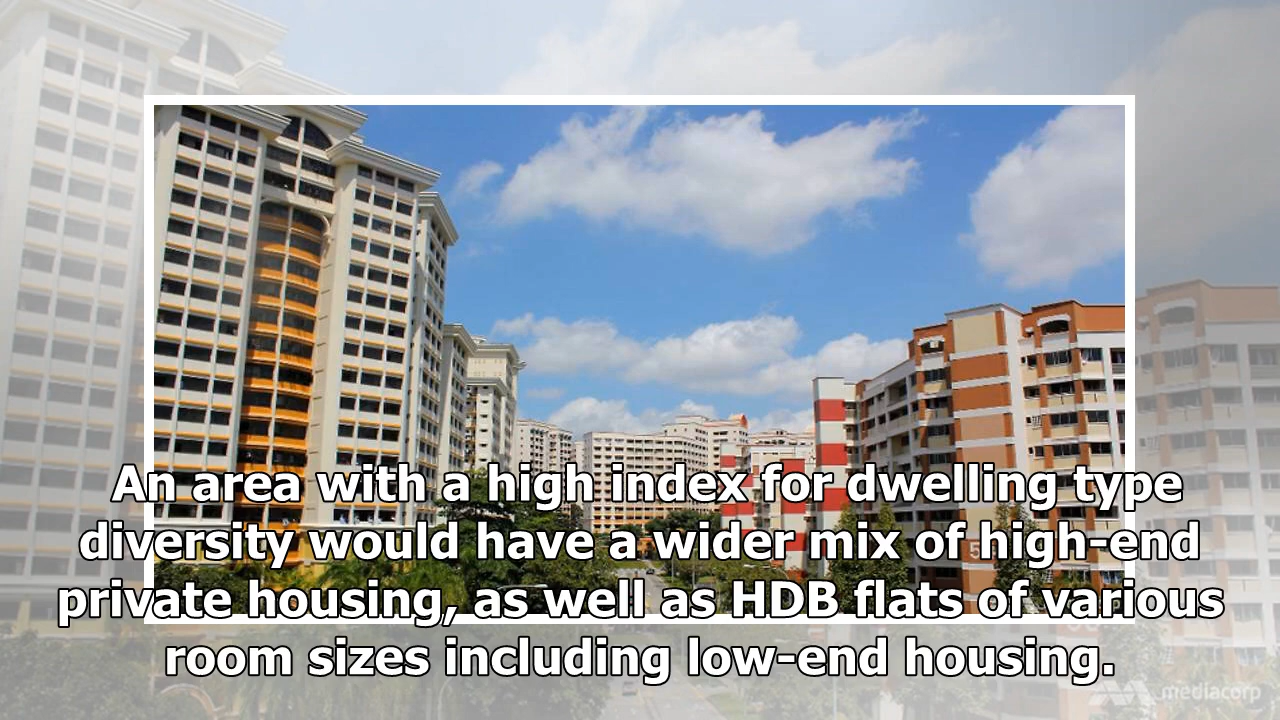 An area with a high index for dwelling type
diversity would have a wider mix of high-end
private housing, as well as HDB flats of various
room sizes including low-end housing.
mediacorp